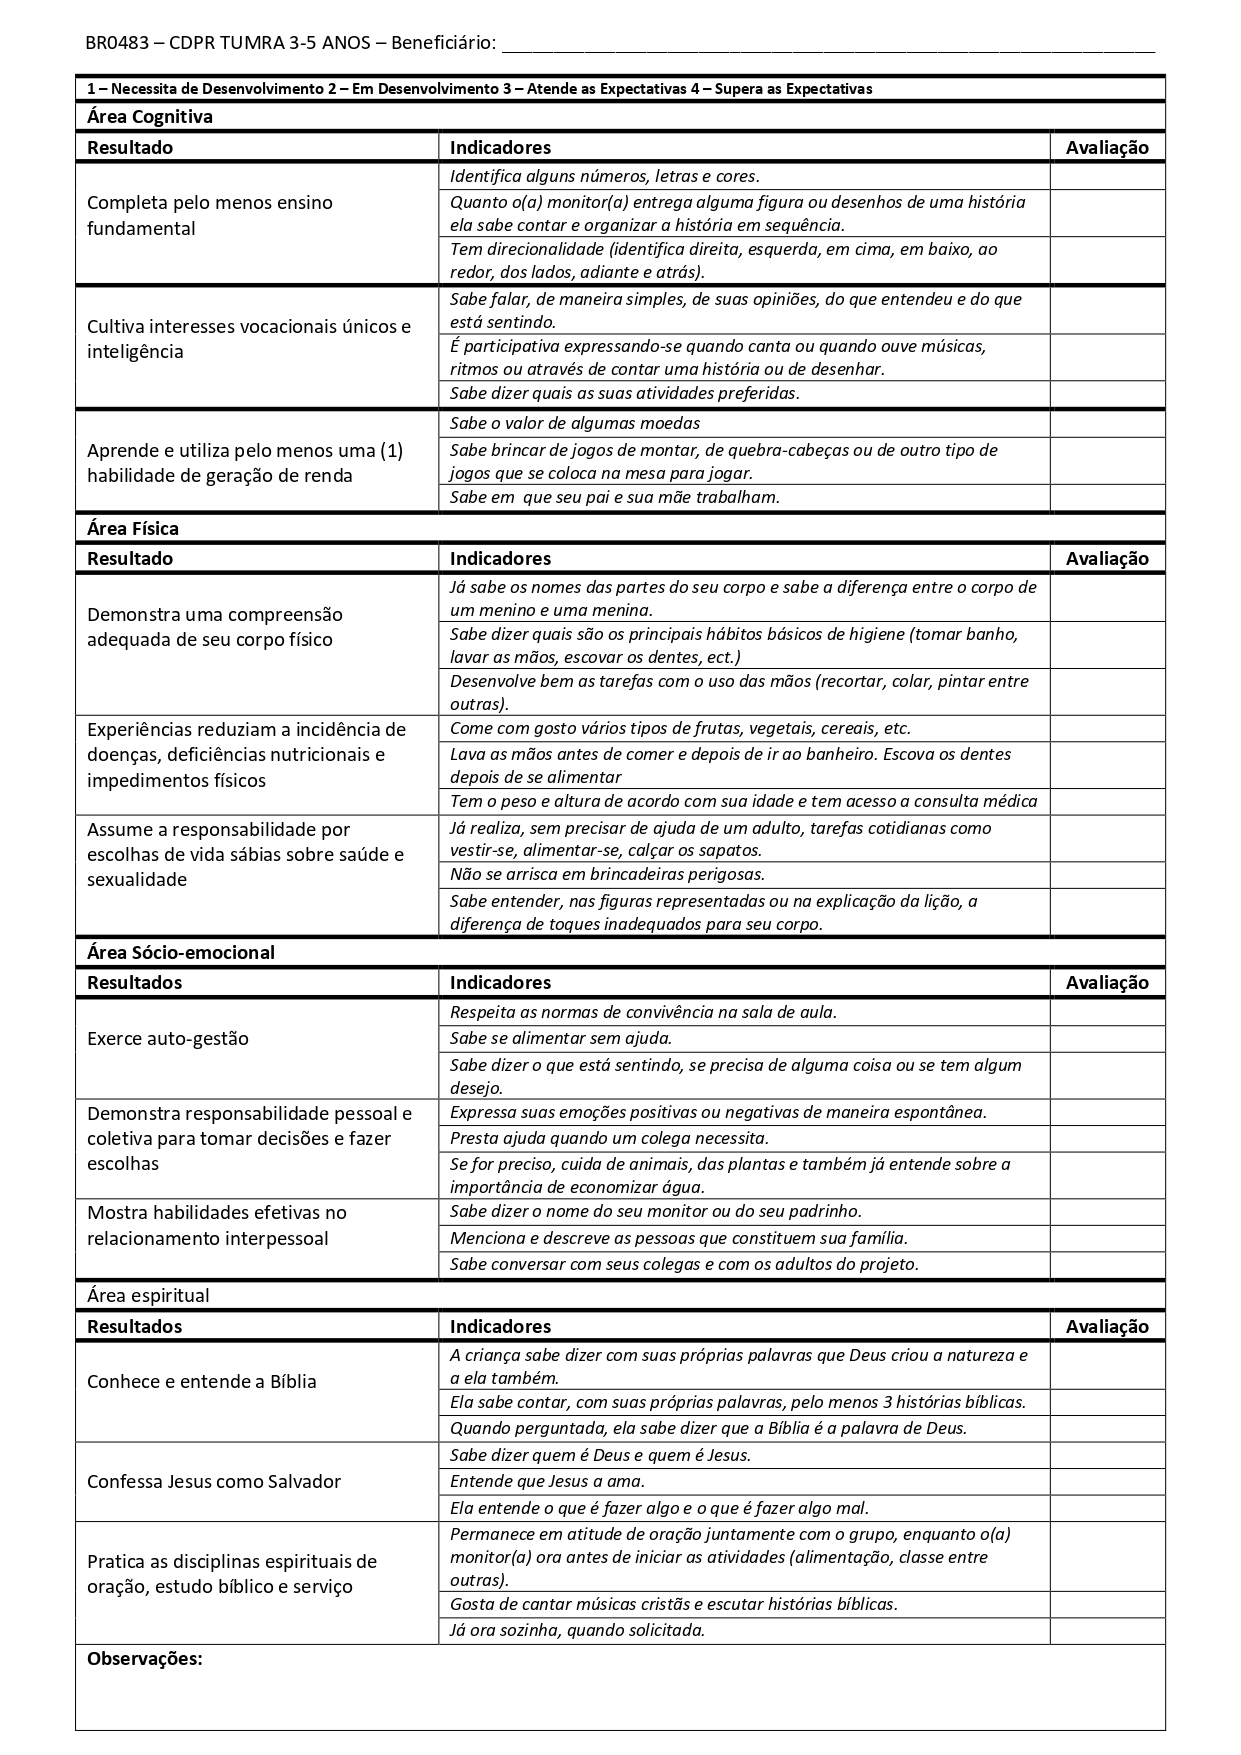 BR0483 – CDPR TUMRA 3-5 ANOS – Beneficiário: _______________________________________________
1 – Necessita de Desenvolvimento 2 – Em Desenvolvimento 3 – Atende as Expectativas 4 – Supera as Expectativas
Área Cognitiva
Resultado Indicadores Avaliação
Completa pelo menos ensino
fundamental
Identifica alguns números, letras e cores.
Quanto o(a) monitor(a) entrega alguma figura ou desenhos de uma história
ela sabe contar e organizar a história em sequência.
Tem direcionalidade (identifica direita, esquerda, em cima, em baixo, ao
redor, dos lados, adiante e atrás).
Cultiva interesses vocacionais únicos e
inteligência
Sabe falar, de maneira simples, de suas opiniões, do que entendeu e do que
está sentindo.
É participativa expressando-se quando canta ou quando ouve músicas,
ritmos ou através de contar uma história ou de desenhar.
Sabe dizer quais as suas atividades preferidas.
Aprende e utiliza pelo menos uma (1)
habilidade de geração de renda
Sabe o valor de algumas moedas
Sabe brincar de jogos de montar, de quebra-cabeças ou de outro tipo de
jogos que se coloca na mesa para jogar.
Sabe em  que seu pai e sua mãe trabalham.
Área Física
Resultado Indicadores Avaliação
Demonstra uma compreensão
adequada de seu corpo físico
Já sabe os nomes das partes do seu corpo e sabe a diferença entre o corpo de
um menino e uma menina.
Sabe dizer quais são os principais hábitos básicos de higiene (tomar banho,
lavar as mãos, escovar os dentes, ect.)
Desenvolve bem as tarefas com o uso das mãos (recortar, colar, pintar entre
outras).
Experiências reduziam a incidência de
doenças, deficiências nutricionais e
impedimentos físicos
Come com gosto vários tipos de frutas, vegetais, cereais, etc.
Lava as mãos antes de comer e depois de ir ao banheiro. Escova os dentes
depois de se alimentar
Tem o peso e altura de acordo com sua idade e tem acesso a consulta médica
Assume a responsabilidade por
escolhas de vida sábias sobre saúde e
sexualidade
Já realiza, sem precisar de ajuda de um adulto, tarefas cotidianas como
vestir-se, alimentar-se, calçar os sapatos.
Não se arrisca em brincadeiras perigosas.
Sabe entender, nas figuras representadas ou na explicação da lição, a
diferença de toques inadequados para seu corpo.
Área Sócio-emocional
Resultados Indicadores Avaliação
Exerce auto-gestão
Respeita as normas de convivência na sala de aula.
Sabe se alimentar sem ajuda.
Sabe dizer o que está sentindo, se precisa de alguma coisa ou se tem algum
desejo.
Demonstra responsabilidade pessoal e
coletiva para tomar decisões e fazer
escolhas
Expressa suas emoções positivas ou negativas de maneira espontânea.
Presta ajuda quando um colega necessita.
Se for preciso, cuida de animais, das plantas e também já entende sobre a
importância de economizar água.
Mostra habilidades efetivas no
relacionamento interpessoal
Sabe dizer o nome do seu monitor ou do seu padrinho.
Menciona e descreve as pessoas que constituem sua família.
Sabe conversar com seus colegas e com os adultos do projeto.
Área espiritual
Resultados Indicadores Avaliação
Conhece e entende a Bíblia
A criança sabe dizer com suas próprias palavras que Deus criou a natureza e
a ela também.
Ela sabe contar, com suas próprias palavras, pelo menos 3 histórias bíblicas.
Quando perguntada, ela sabe dizer que a Bíblia é a palavra de Deus.
Confessa Jesus como Salvador
Sabe dizer quem é Deus e quem é Jesus.
Entende que Jesus a ama.
Ela entende o que é fazer algo e o que é fazer algo mal.
Pratica as disciplinas espirituais de
oração, estudo bíblico e serviço
Permanece em atitude de oração juntamente com o grupo, enquanto o(a)
monitor(a) ora antes de iniciar as atividades (alimentação, classe entre
outras).
Gosta de cantar músicas cristãs e escutar histórias bíblicas.
Já ora sozinha, quando solicitada.
Observações: